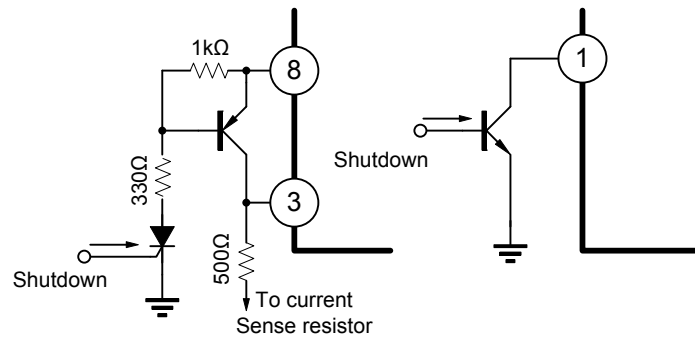 1kΩ
8
1
Shutdown
330Ω
3
500Ω
Shutdown
To current
Sense resistor